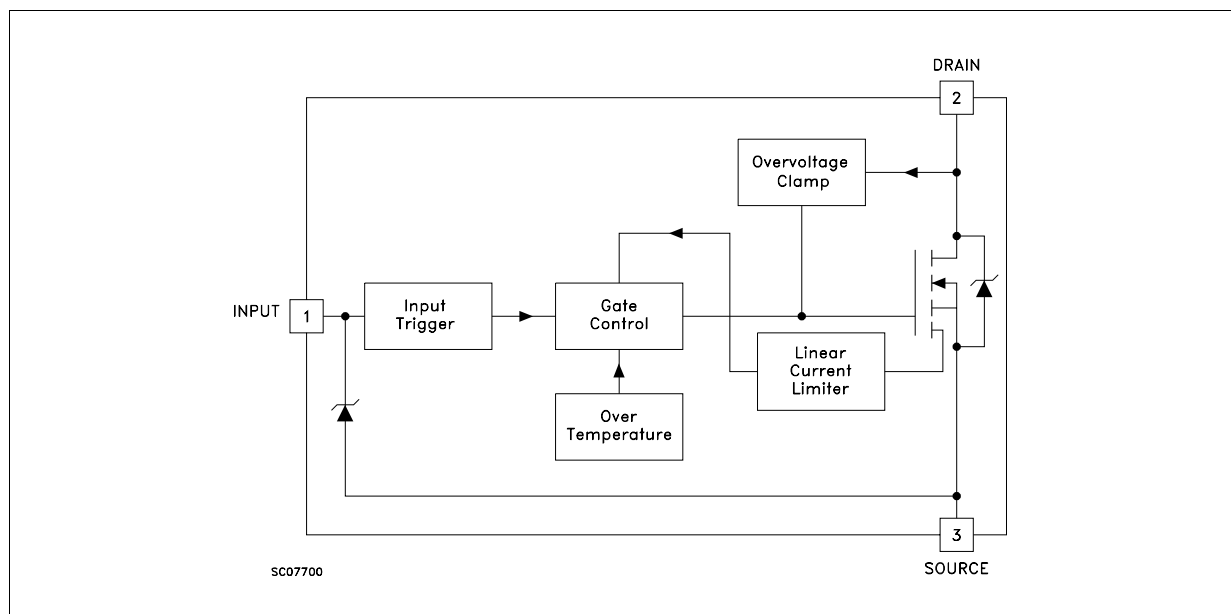 DRAIN
2
Overvoltage
Clamp
INPUT
1
Input
Trigger
Gate
Control
Linear
Current
Limiter
Over
Temperature
3
SOURCE
SC07700